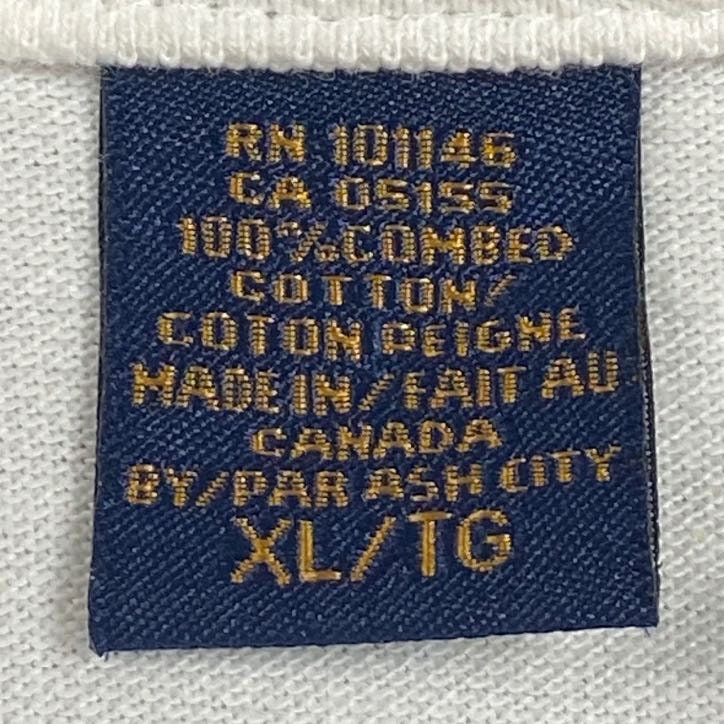 RN 101146
CA 05155
100%COMBED
COTTON/
COTON PEIGNE
MADE IN/FAIT AU
CANADA
BY/PAR ASH CITY
XL/TG